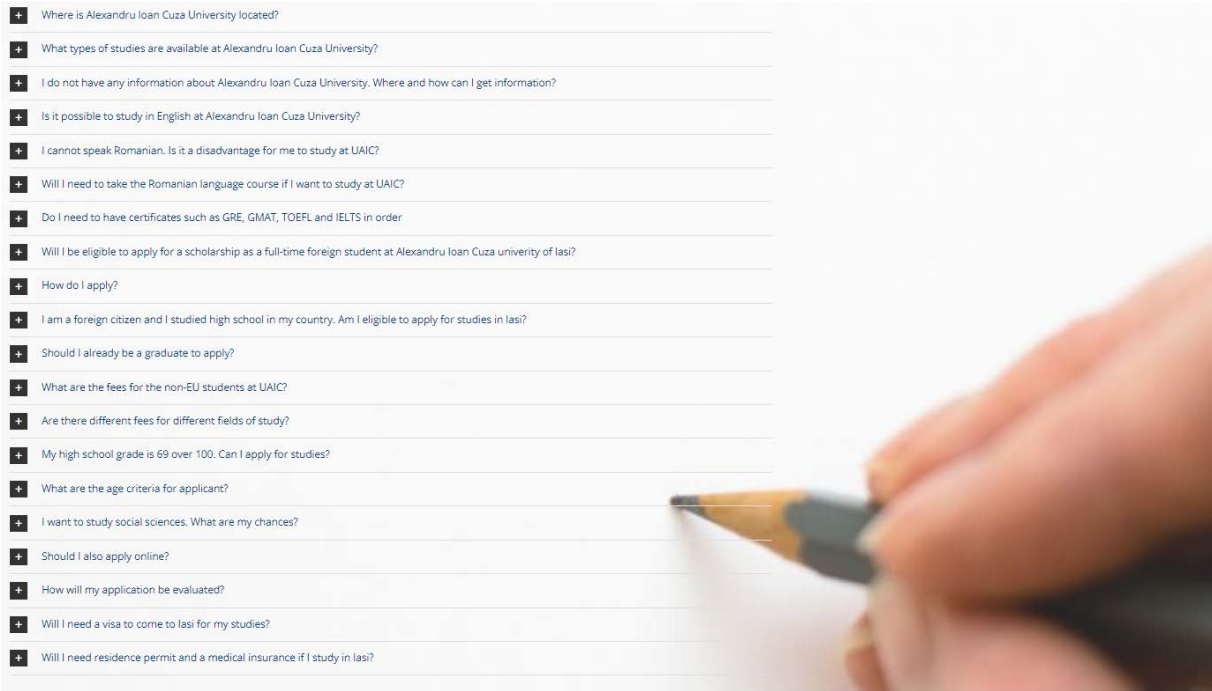 Where is Alexandru Ioan Cuza University located?
What types of studies are available at Alexandru Ioan Cuza University?
I do not have any information about Alexandru Ioan Cuza University. Where and how can I get information?
Is it possible to study in English at Alexandru Ioan Cuza University?
I cannot speak Romanian. Is it a disadvantage for me to study at UAIC?
Will I need to take the Romanian language course if I want to study at UAIC?
Do I need to have certificates such as GRE, GMAT, TOEFL and IELTS in order
Will I be eligible to apply for a scholarship as a full-time foreign student at Alexandru Ioan Cuza univerity of Iasi?
How do I apply?
I am a foreign citizen and I studied high school in my country. Am I eligible to apply for studies in Iasi?
Should I already be a graduate to apply?
What are the fees for the non-EU students at UAIC?
Are there different fees for different fields of study?
My high school grade is 69 over 100. Can I apply for studies?
What are the age criteria for applicant?
I want to study social sciences. What are my chances?
Should I also apply online?
How will my application be evaluated?
Will I need a visa to come to Iasi for my studies?
Will I need residence permit and a medical insurance if I study in Iasi?